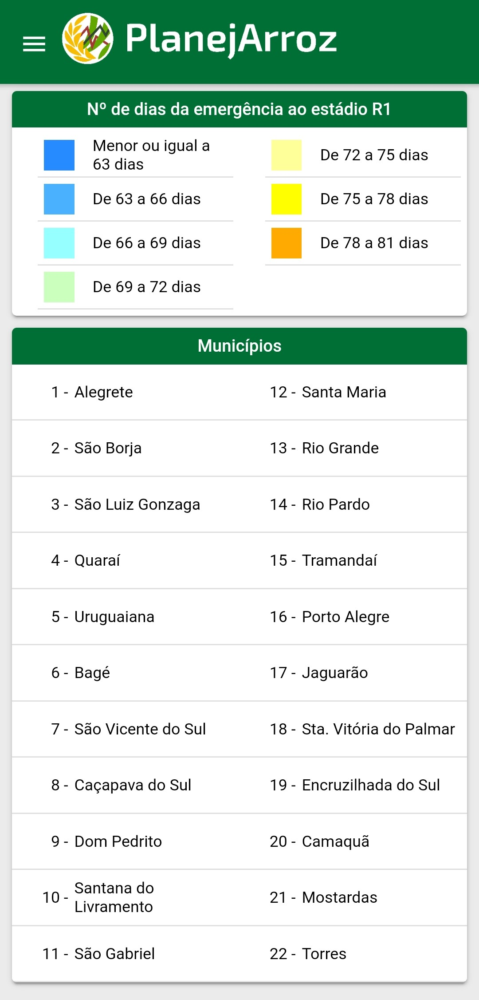 PlanejArroz
Nº de dias da emergência ao estádio R1
Menor ou igual a
63 dias
De 63 a 66 dias
De 66 a 69 dias
De 69 a 72 dias
De 72 a 75 dias
De 75 a 78 dias
De 78 a 81 dias
Municípios
1 - Alegrete
2 - São Borja
3 - São Luiz Gonzaga
4 - Quaraí
5 - Uruguaiana
6 - Bagé
7 - São Vicente do Sul
8 - Caçapava do Sul
9 - Dom Pedrito
10 - Santana do
Livramento
11 - São Gabriel
12 - Santa Maria
13 - Rio Grande
14 - Rio Pardo
15 - Tramandaí
16 - Porto Alegre
17 - Jaguarão
18 - Sta. Vitória do Palmar
19 - Encruzilhada do Sul
20 - Camaquã
21 - Mostardas
22 - Torres